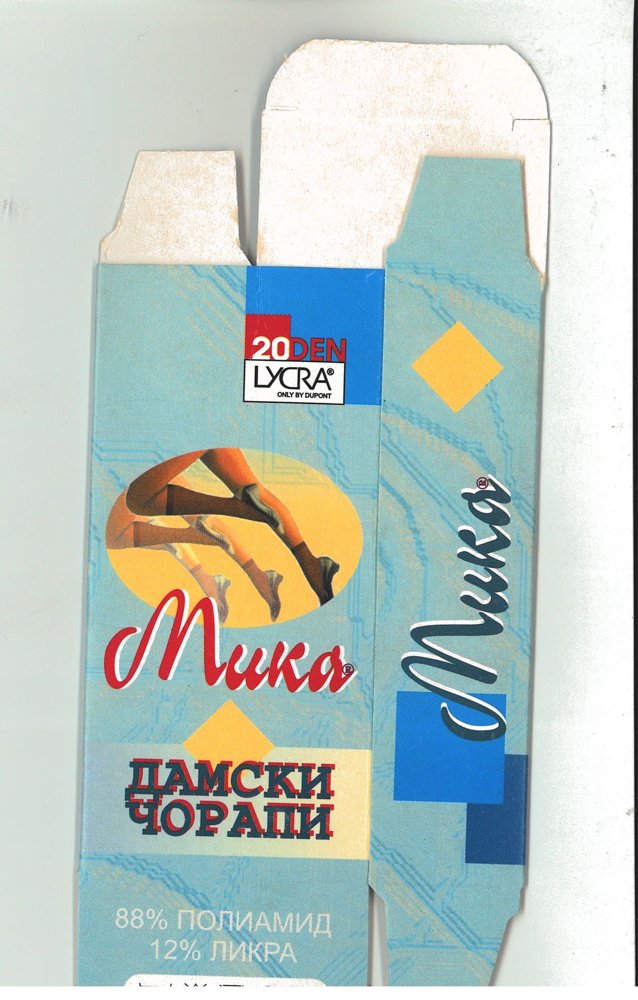 20DEN
LYCRA®
ONLY BY DUPONT
Мика®
ДАМСКИ
ЧОРАПИ
88% ПОЛИАМИД
12% ЛИКРА
Мика®